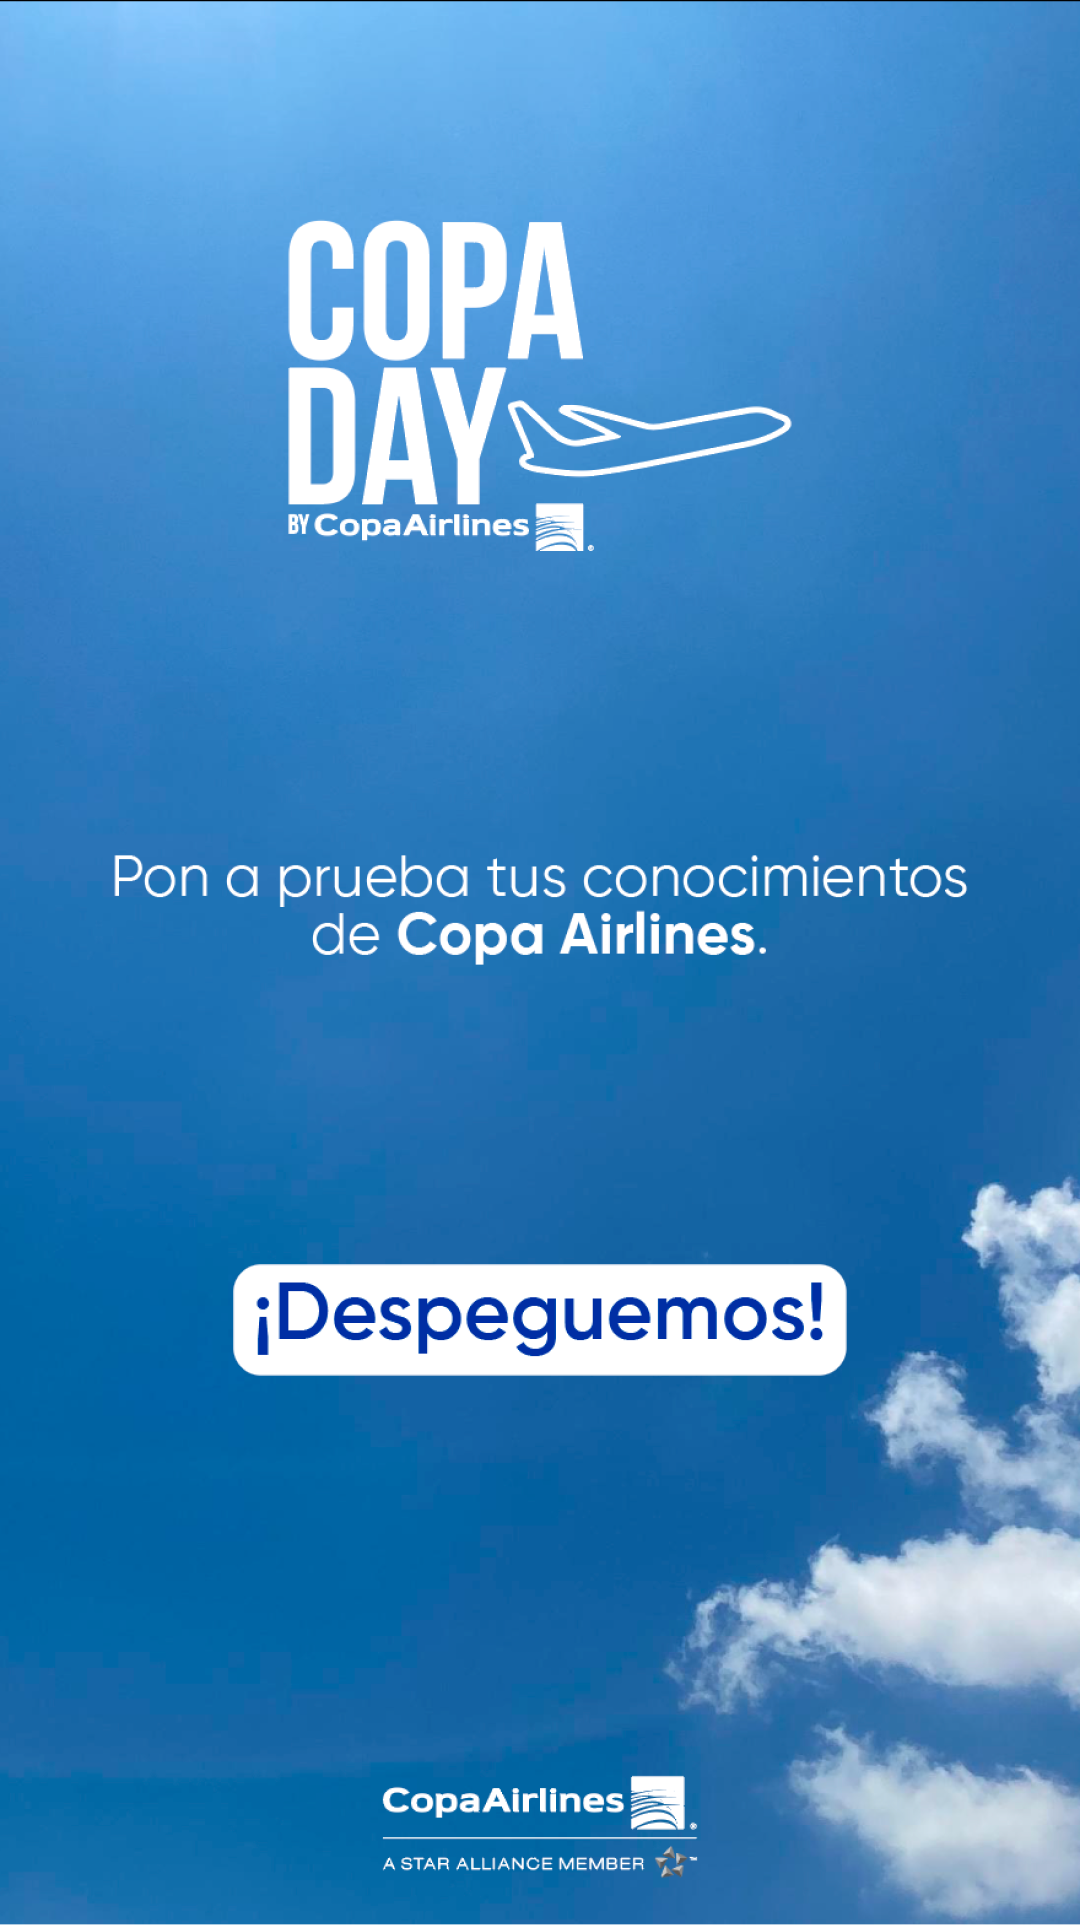 COPA
DAY
BY CopaAirlines
Pon a prueba tus conocimientos
de Copa Airlines.
¡Despeguemos!
CopaAirlines
A STAR ALLIANCE MEMBER